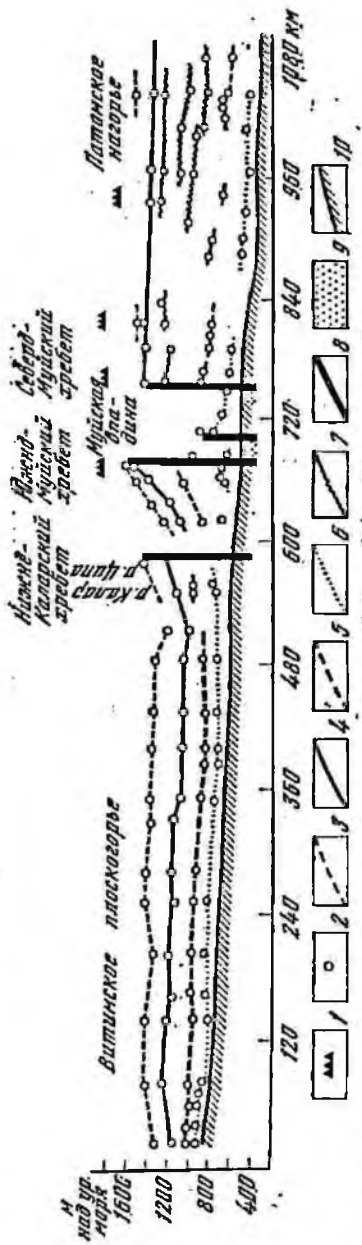 м
над ур.
моря
1600
1200
800
400
Витимское плоскогорье
Нижне-
Каларский
хребет
р. Калар
р. Ципа
Южно-
Муйский
хребет
Муйская
впа-
дина
Северо-
Муйский
хребет
Патомское
нагорье
120
240
350
480
600
720
840
960
1080 км
1
2
3
4
5
6
7
8
9
10